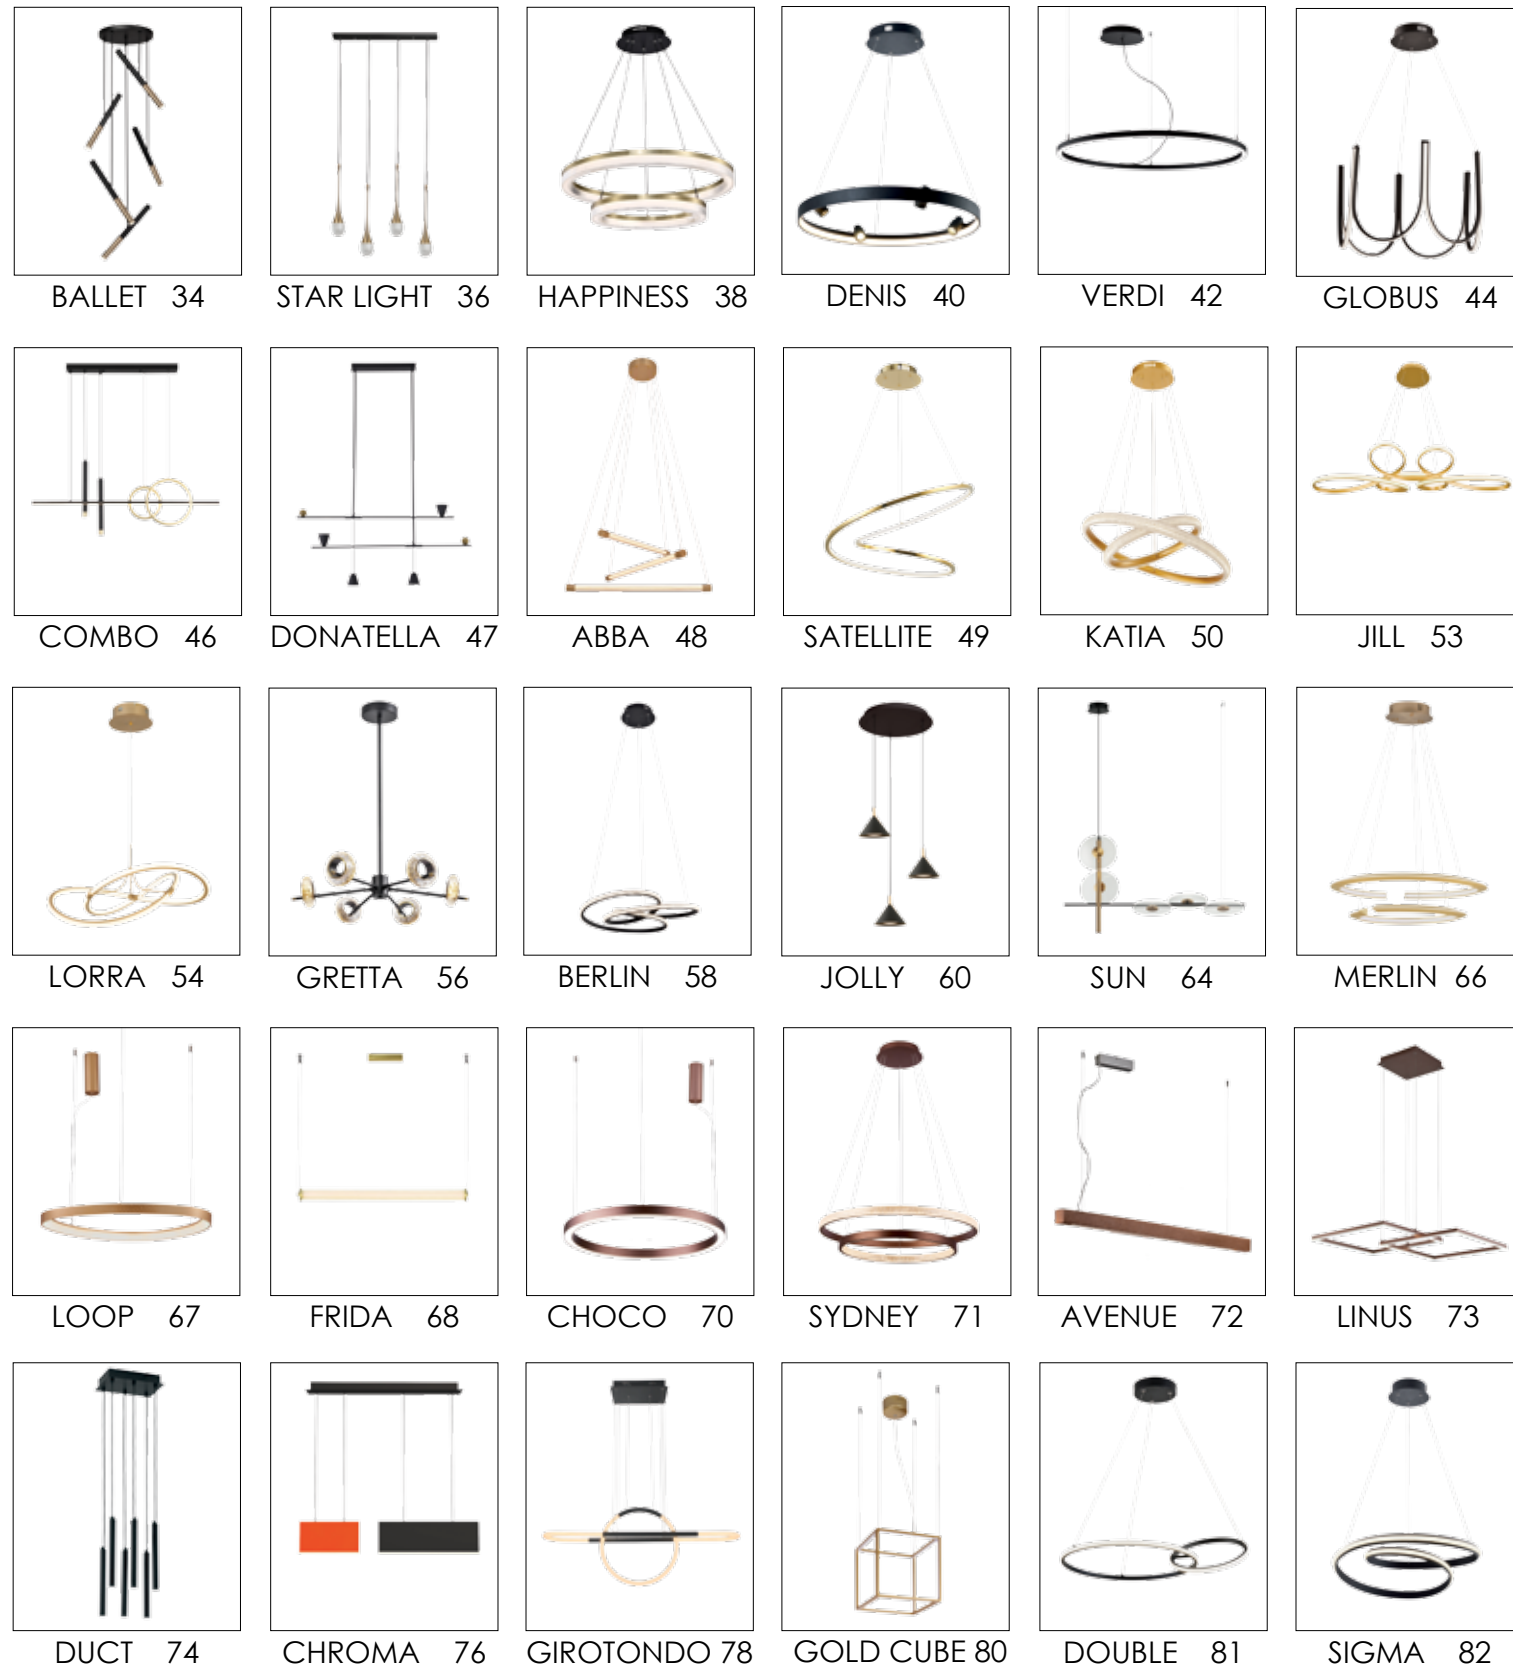 BALLET 34
STAR LIGHT 36
HAPPINESS 38
DENIS 40
VERDI 42
GLOBUS 44
COMBO 46
DONATELLA 47
ABBA 48
SATELLITE 49
KATIA 50
JILL 53
LORRA 54
GRETTA 56
BERLIN 58
JOLLY 60
SUN 64
MERLIN 66
LOOP 67
FRIDA 68
CHOCO 70
SYDNEY 71
AVENUE 72
LINUS 73
DUCT 74
CHROMA 76
GIROTONDO 78
GOLD CUBE 80
DOUBLE 81
SIGMA 82